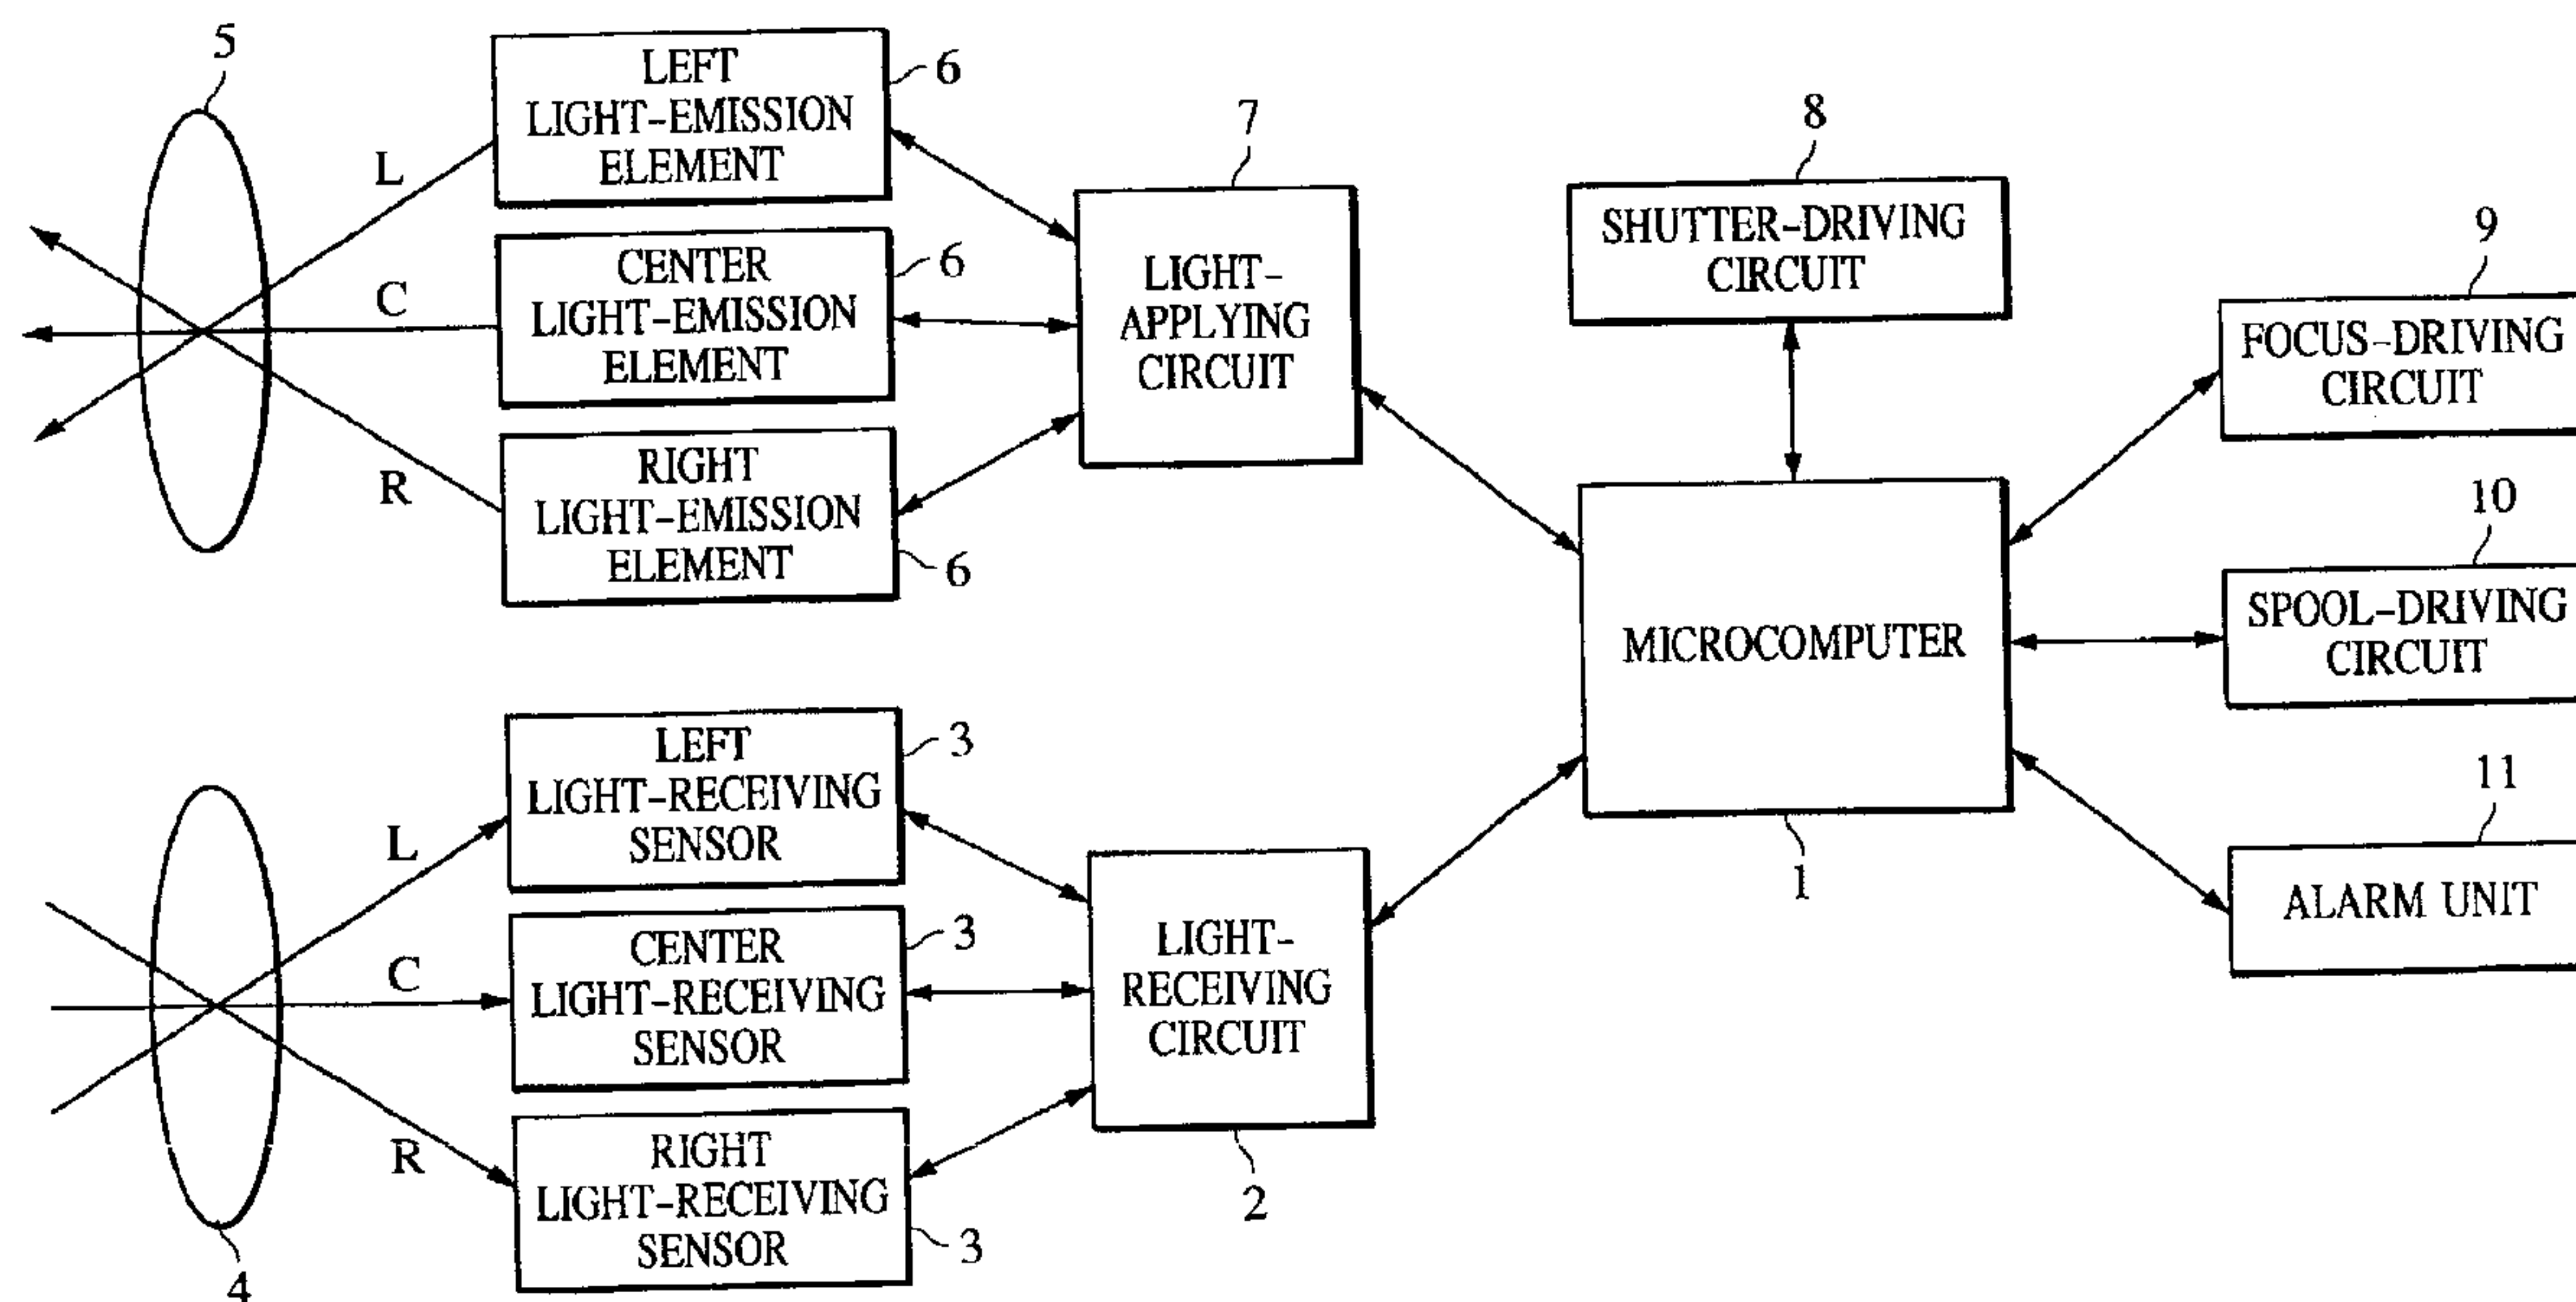 5
LEFT
LIGHT-EMISSION
ELEMENT
6
L
CENTER
LIGHT-EMISSION
ELEMENT
6
C
RIGHT
LIGHT-EMISSION
ELEMENT
6
R
7
LIGHT-
APPLYING
CIRCUIT
8
SHUTTER-DRIVING
CIRCUIT
9
FOCUS-DRIVING
CIRCUIT
10
SPOOL-DRIVING
CIRCUIT
MICROCOMPUTER
1
11
ALARM UNIT
LEFT
LIGHT-RECEIVING
SENSOR
3
L
CENTER
LIGHT-RECEIVING
SENSOR
3
C
RIGHT
LIGHT-RECEIVING
SENSOR
3
R
LIGHT-
RECEIVING
CIRCUIT
2
4